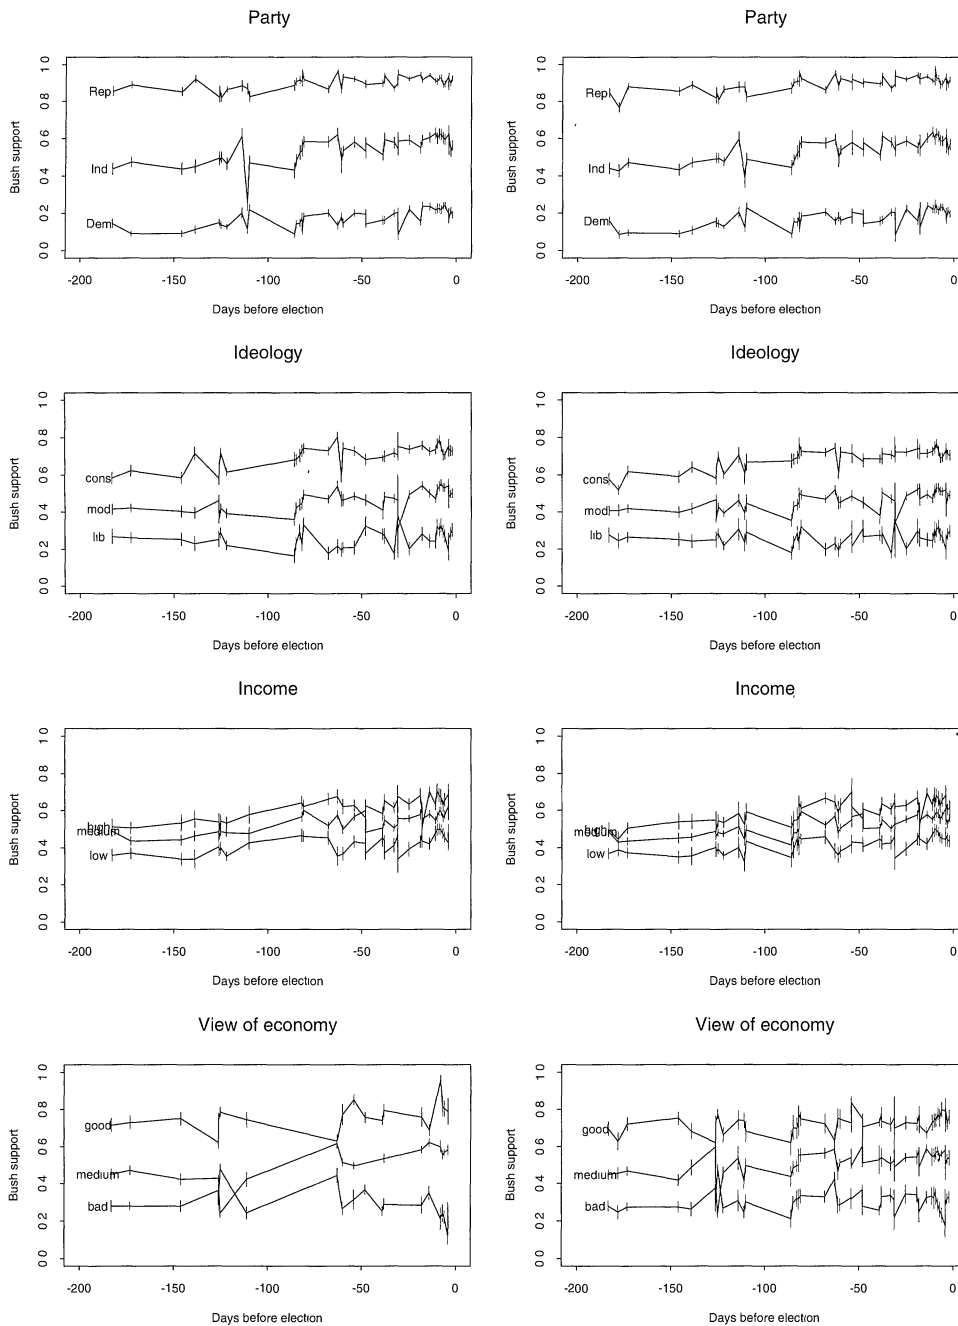 Party
Bush support
0 0 0 2 0 4 0 6 0 8 1 0
Rep
Ind
Dem
-200 -150 -100 -50 0
Days before election
Party
Bush support
0 0 0 2 0 4 0 6 0 8 1 0
Rep
Ind
Dem
-200 -150 -100 -50 0
Days before election
Ideology
Bush support
0 0 0 2 0 4 0 6 0 8 1 0
cons
mod
lib
-200 -150 -100 -50 0
Days before election
Ideology
Bush support
0 0 0 2 0 4 0 6 0 8 1 0
cons
mod
lib
-200 -150 -100 -50 0
Days before election
Income
Bush support
0 0 0 2 0 4 0 6 0 8 1 0
high
medium
low
-200 -150 -100 -50 0
Days before election
Income
Bush support
0 0 0 2 0 4 0 6 0 8 1 0
high
medium
low
-200 -150 -100 -50 0
Days before election
View of economy
Bush support
0 0 0 2 0 4 0 6 0 8 1 0
good
medium
bad
-200 -150 -100 -50 0
Days before election
View of economy
Bush support
0 0 0 2 0 4 0 6 0 8 1 0
good
medium
bad
-200 -150 -100 -50 0
Days before election